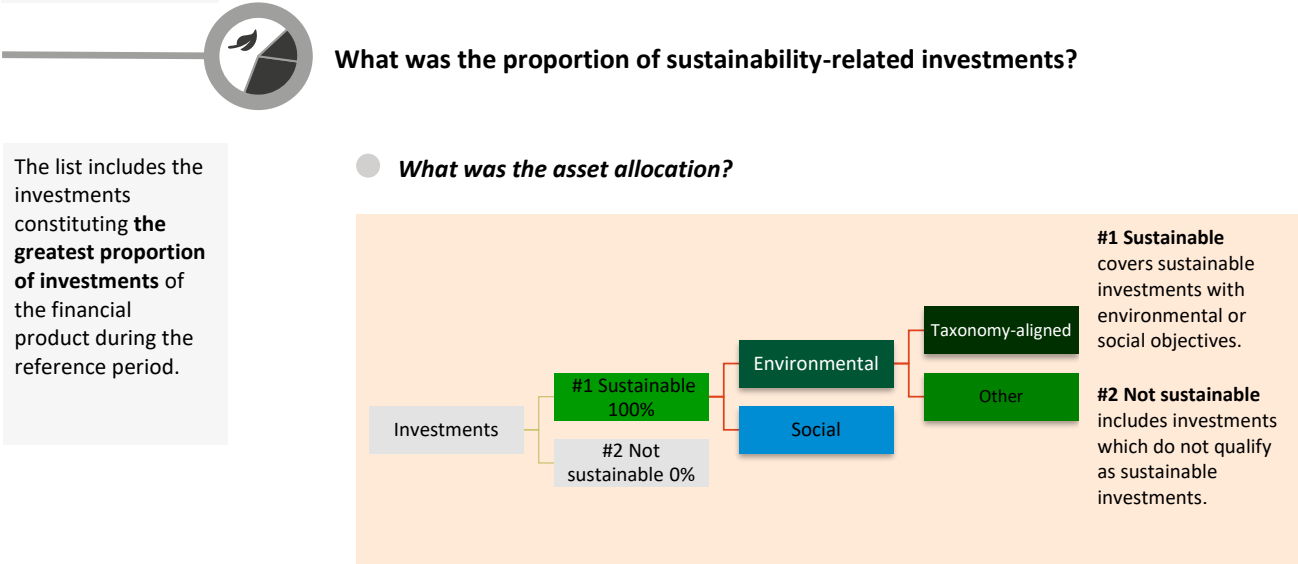 What was the proportion of sustainability-related investments?
The list includes the
investments
constituting the
greatest proportion
of investments of
the financial
product during the
reference period.
What was the asset allocation?
Investments
#1 Sustainable
100%
#2 Not
sustainable 0%
Environmental
Social
Taxonomy-aligned
Other
#1 Sustainable
covers sustainable
investments with
environmental or
social objectives.
#2 Not sustainable
includes investments
which do not qualify
as sustainable
investments.